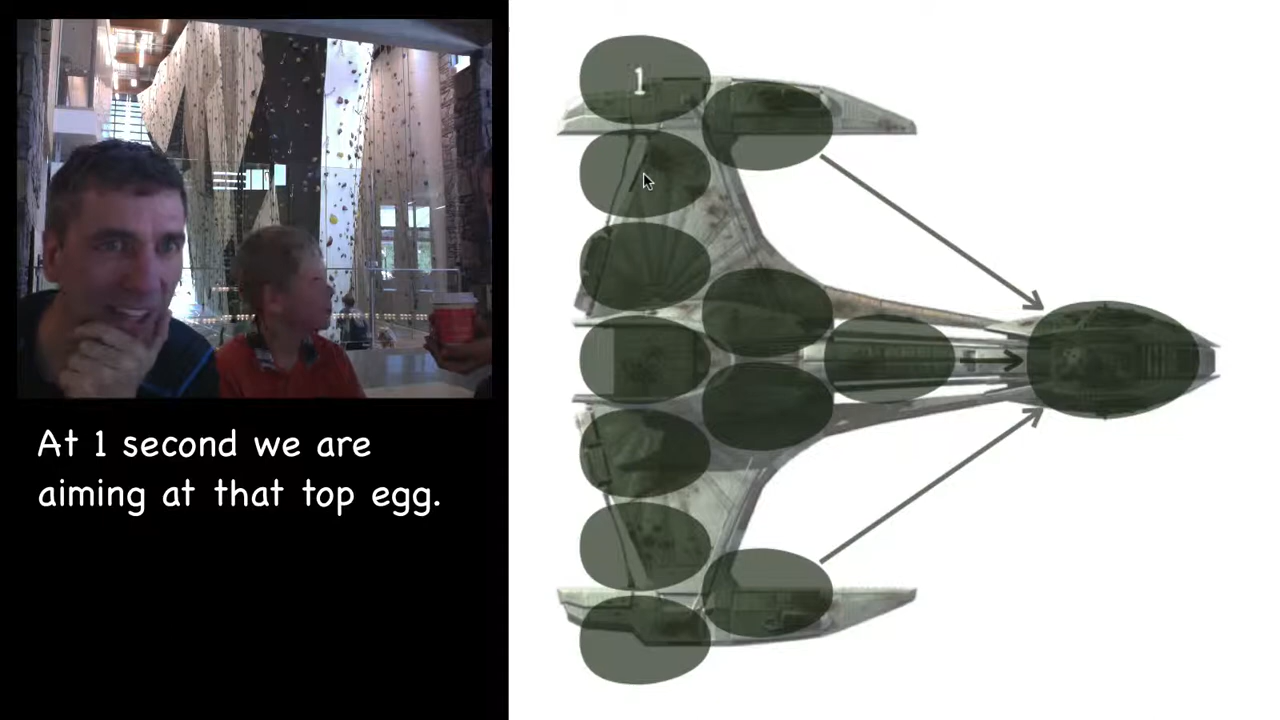 1
At 1 second we are
aiming at that top egg.